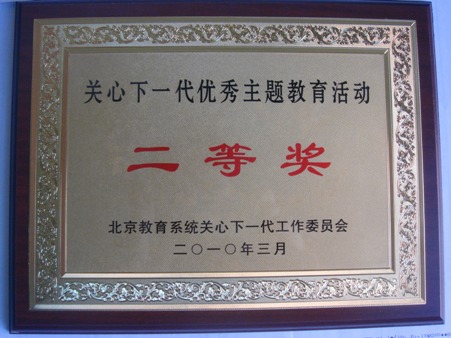 关心下一代优秀主题教育活动
二等奖
北京教育系统关心下一代工作委员会
二〇一〇年三月